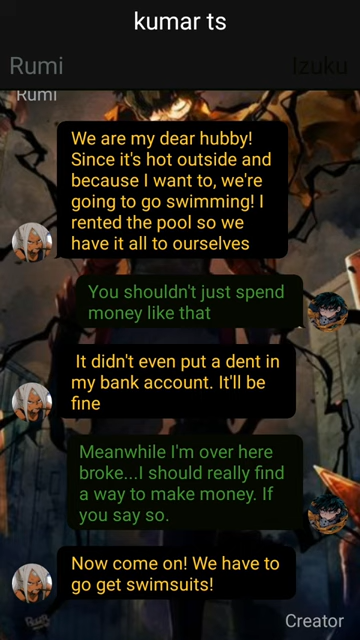 kumar ts
Rumi
Izuku
Rumi
We are my dear hubby!
Since it's hot outside and
because I want to, we're
going to go swimming! I
rented the pool so we
have it all to ourselves
You shouldn't just spend
money like that
It didn't even put a dent in
my bank account. It'll be
fine
Meanwhile I'm over here
broke...I should really find
a way to make money. If
you say so.
Now come on! We have to
go get swimsuits!
Creator